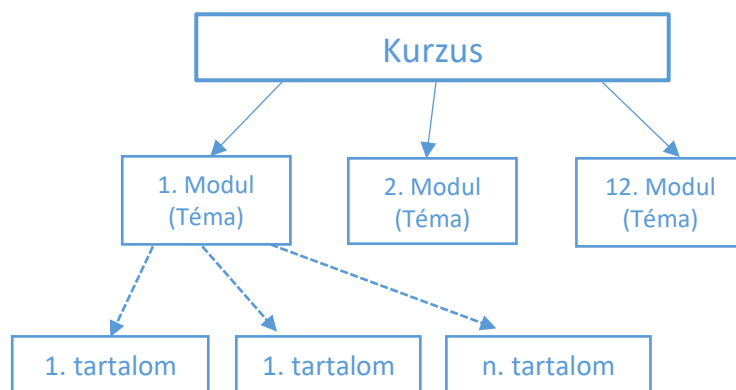 Kurzus
1. Modul
(Téma)
2. Modul
(Téma)
12. Modul
(Téma)
1. tartalom
1. tartalom
n. tartalom